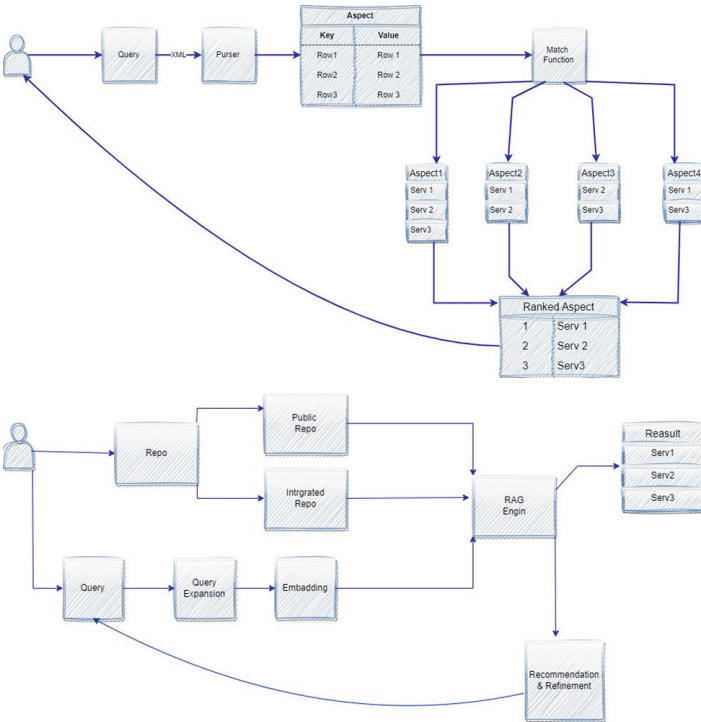 Aspect
Key Value
Query XML Purser Row1 Row 1 Match
Function
Row2 Row 2
Row3 Row 3
Aspect1 Aspect2 Aspect3 Aspect4
Serv 1 Serv 1 Serv 2 Serv 1
Serv 2 Serv 2 Serv3 Serv3
Serv3
Ranked Aspect
1 Serv 1
2 Serv 2
3 Serv3
Public
Repo
Repo
Intrgrated
Repo
RAG
Engin
Reasult
Serv1
Serv2
Serv3
Query
Query
Expansion
Embadding
Recommendation
& Refinement